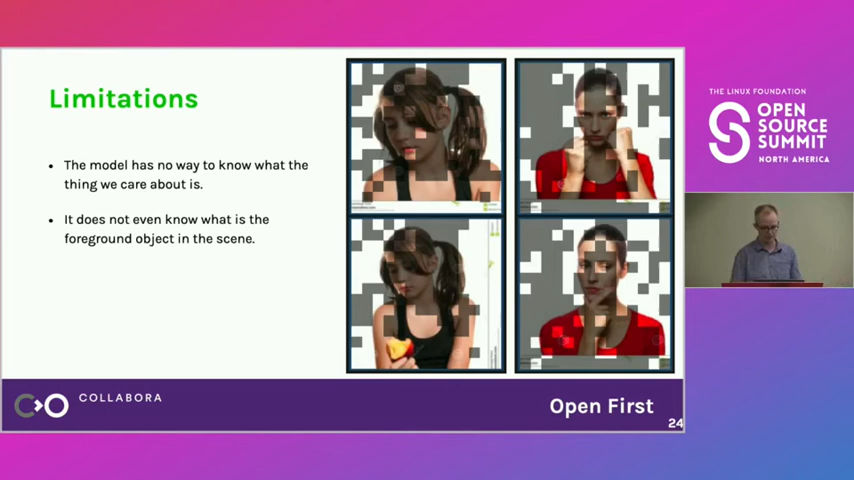 Limitations
• The model has no way to know what the
thing we care about is.
• It does not even know what is the
foreground object in the scene.
COLLABORA
Open First
24
THE LINUX FOUNDATION
OPEN
SOURCE
SUMMIT
NORTH AMERICA